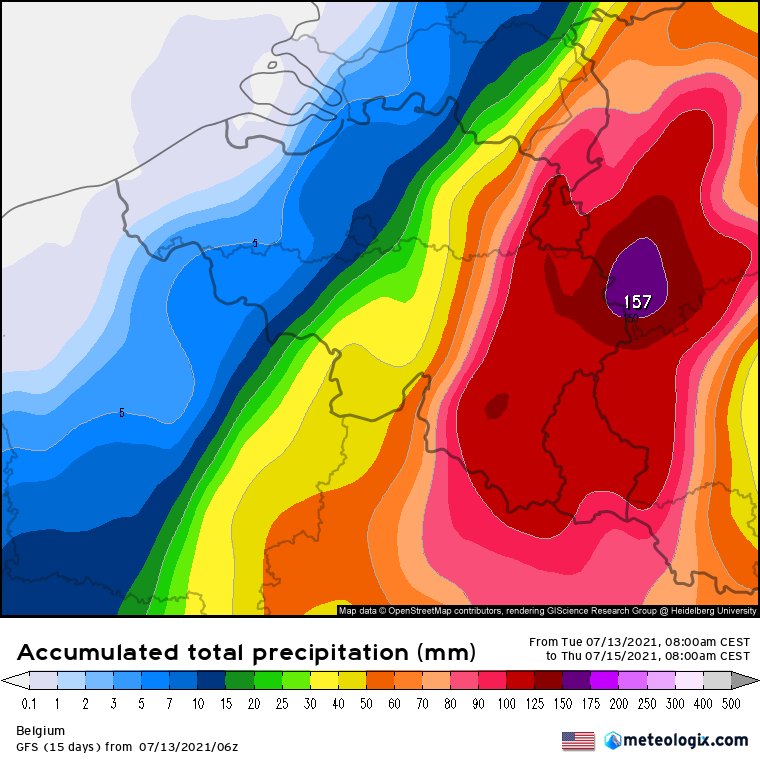 5
157
150
5
Map data © OpenStreetMap contributors, rendering GIScience Research Group @ Heidelberg University
Accumulated total precipitation (mm)
From Tue 07/13/2021, 08:00am CEST
to Thu 07/15/2021, 08:00am CEST
0.1 1 2 3 5 7 10 15 20 25 30 40 50 60 70 80 90 100 125 150 175 200 250 300 400 500
Belgium
GFS (15 days) from 07/13/2021/06z
meteologix.com